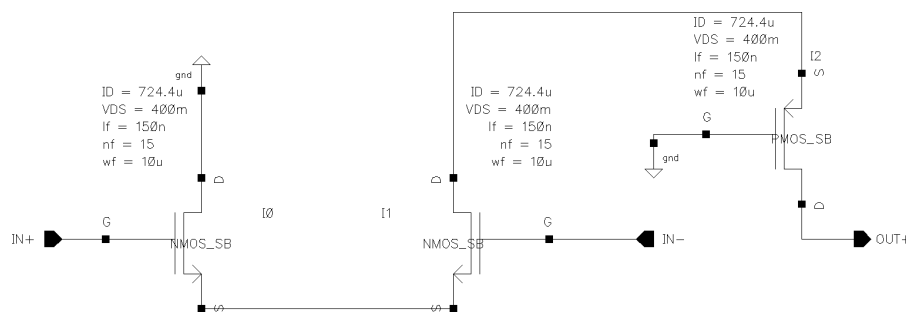 gnd
ID = 724.4u
VDS = 400m
lf = 150n
nf = 15
wf = 10u
D
G
IN+
NMOS_SB
I0
S
ID = 724.4u
VDS = 400m
lf = 150n
nf = 15
wf = 10u
D
I1
NMOS_SB
G
IN-
S
ID = 724.4u
VDS = 400m
lf = 150n
nf = 15
wf = 10u
I2
S
G
gnd
PMOS_SB
D
OUT+